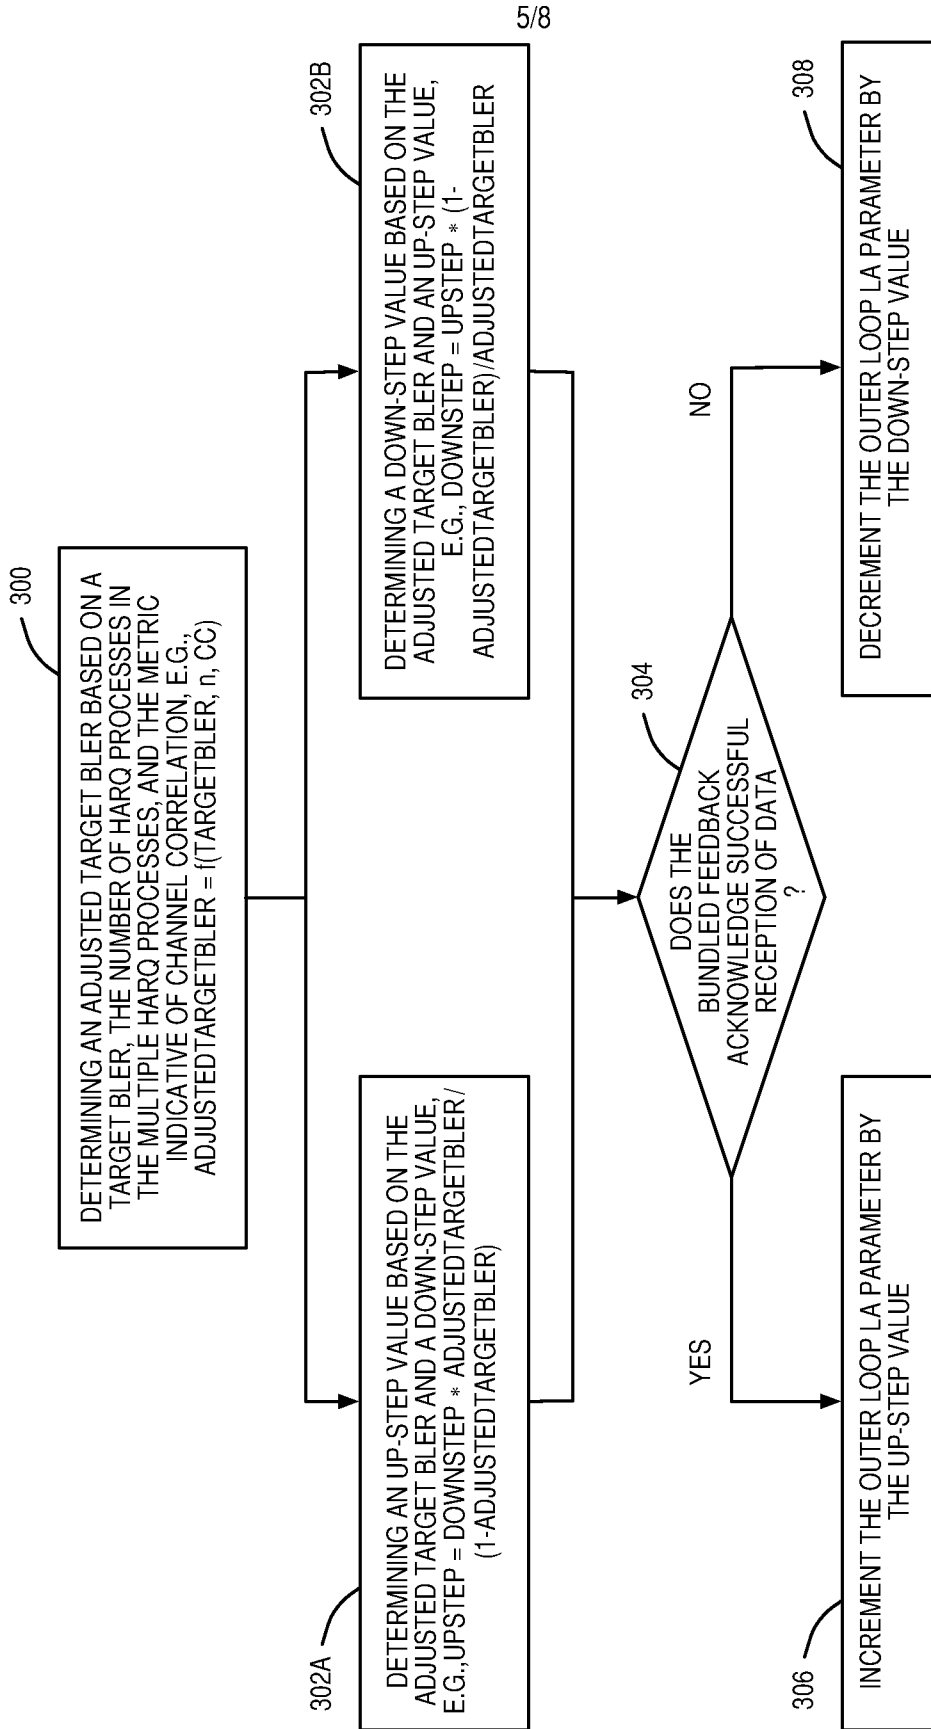 5/8
300
DETERMINING AN ADJUSTED TARGET BLER BASED ON A
TARGET BLER, THE NUMBER OF HARQ PROCESSES IN
THE MULTIPLE HARQ PROCESSES, AND THE METRIC
INDICATIVE OF CHANNEL CORRELATION, E.G.,
ADJUSTEDTARGETBLER = f(TARGETBLER, n, CC)
302A
DETERMINING AN UP-STEP VALUE BASED ON THE
ADJUSTED TARGET BLER AND A DOWN-STEP VALUE,
E.G.,UPSTEP = DOWNSTEP * ADJUSTEDTARGETBLER/
(1-ADJUSTEDTARGETBLER)
302B
DETERMINING A DOWN-STEP VALUE BASED ON THE
ADJUSTED TARGET BLER AND AN UP-STEP VALUE,
E.G., DOWNSTEP = UPSTEP * (1-
ADJUSTEDTARGETBLER)/ADJUSTEDTARGETBLER
304
DOES THE
BUNDLED FEEDBACK
ACKNOWLEDGE SUCCESSFUL
RECEPTION OF DATA
?
YES
NO
306
INCREMENT THE OUTER LOOP LA PARAMETER BY
THE UP-STEP VALUE
308
DECREMENT THE OUTER LOOP LA PARAMETER BY
THE DOWN-STEP VALUE